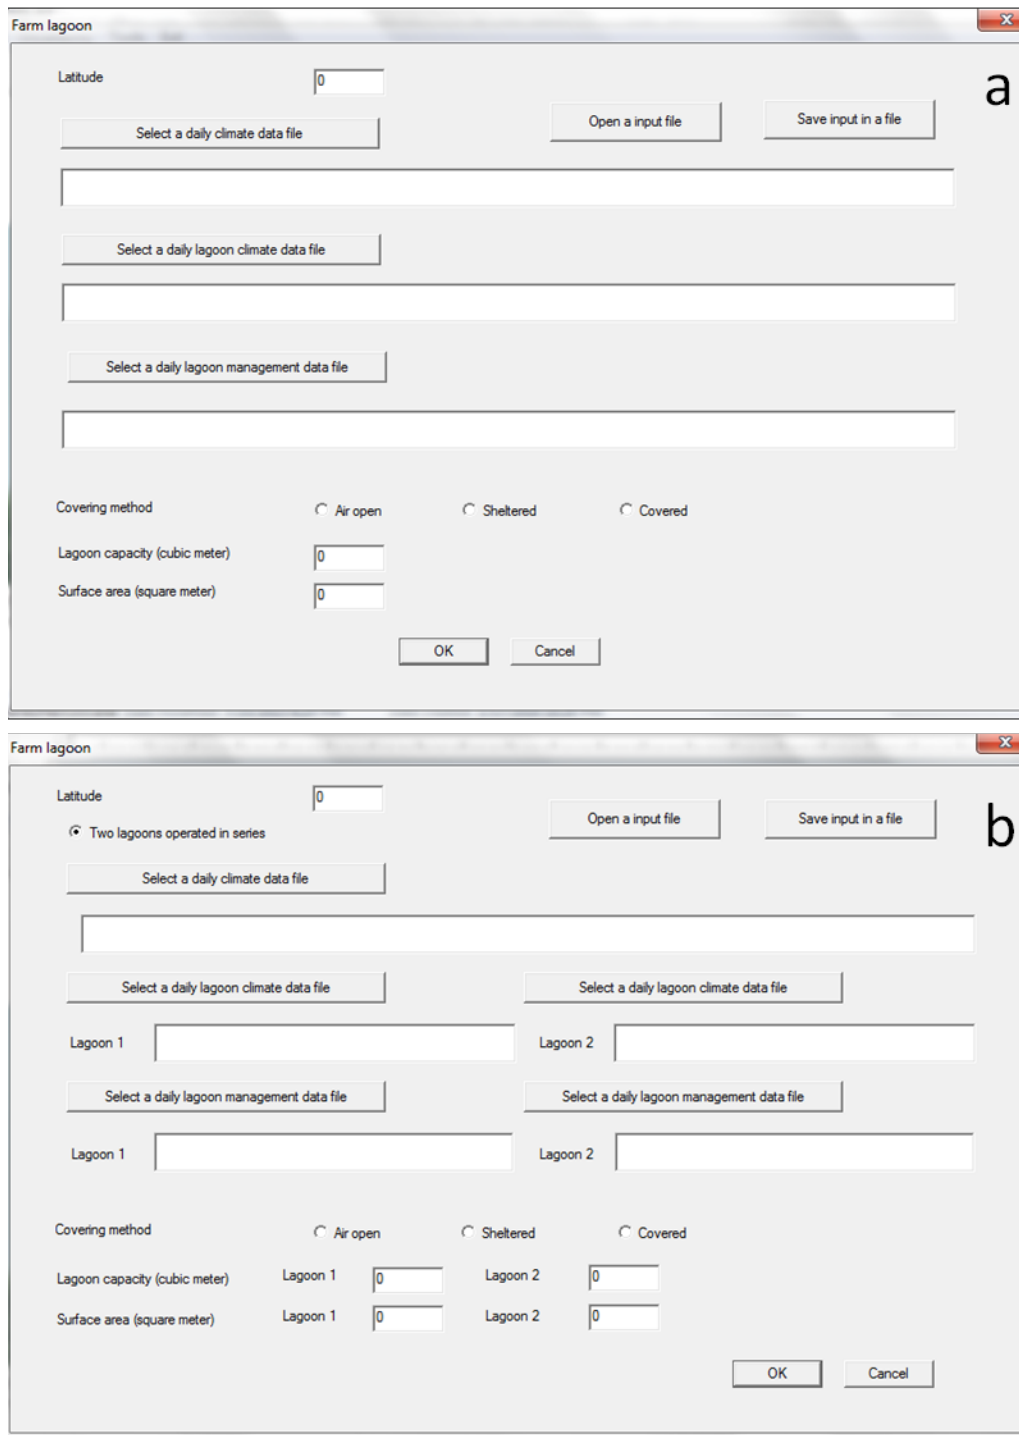 Farm lagoon
x
Latitude 0
a
Select a daily climate data file Open a input file Save input in a file
Select a daily lagoon climate data file
Select a daily lagoon management data file
Covering method Air open Sheltered Covered
Lagoon capacity (cubic meter) 0
Surface area (square meter) 0
OK Cancel
Farm lagoon
x
Latitude 0
Two lagoons operated in series Open a input file Save input in a file
b
Select a daily climate data file
Select a daily lagoon climate data file Select a daily lagoon climate data file
Lagoon 1 Lagoon 2
Select a daily lagoon management data file Select a daily lagoon management data file
Lagoon 1 Lagoon 2
Covering method Air open Sheltered Covered
Lagoon capacity (cubic meter) Lagoon 1 0 Lagoon 2 0
Surface area (square meter) Lagoon 1 0 Lagoon 2 0
OK Cancel